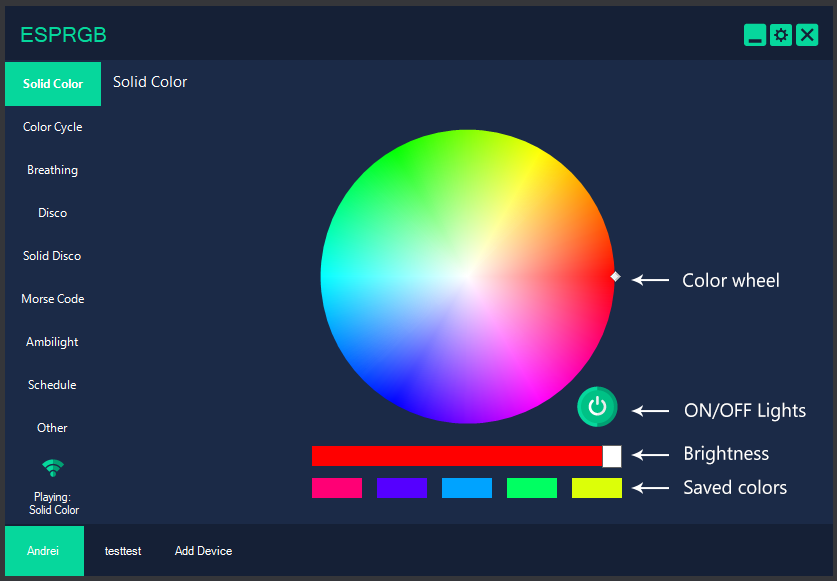 ESPRGB
Solid Color
Solid Color
Color Cycle
Breathing
Disco
Solid Disco
Morse Code
Ambilight
Schedule
Other
Playing:
Solid Color
Color wheel
ON/OFF Lights
Brightness
Saved colors
Andrei
testtest
Add Device